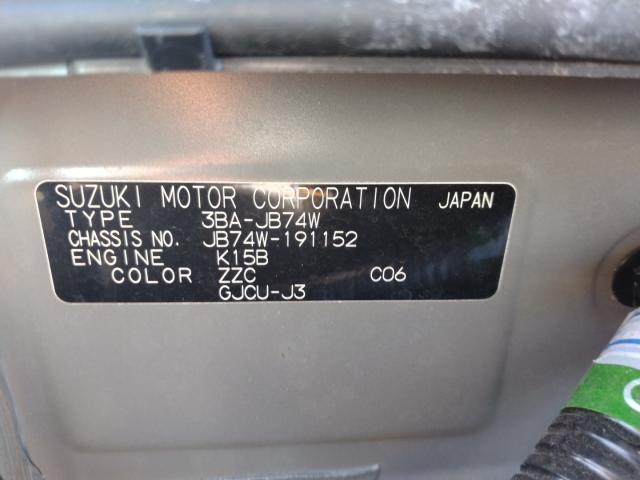 SUZUKI MOTOR CORPORATION JAPAN
TYPE 3BA-JB74W
CHASSIS NO. JB74W-191152
ENGINE K15B
COLOR ZZC C06
GJCU-J3